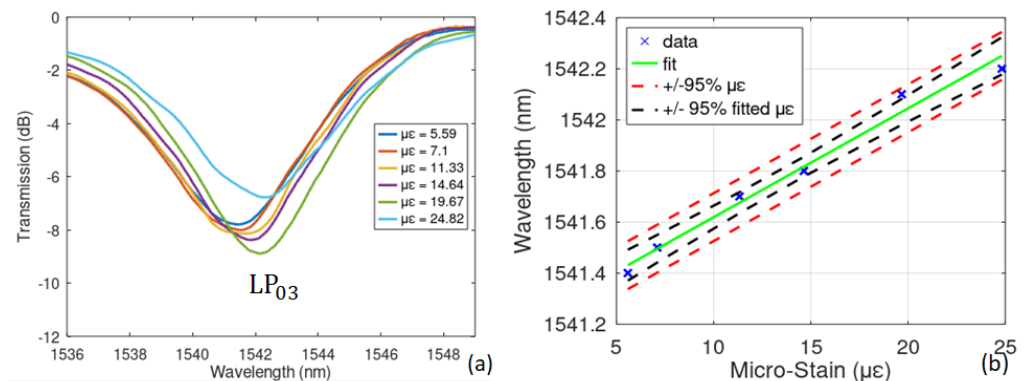 0
-2
-4
-6
-8
-10
-12
Transmission (dB)
1536 1538 1540 1542 1544 1546 1548
Wavelength (nm)
µε = 5.59
µε = 7.1
µε = 11.33
µε = 14.64
µε = 19.67
µε = 24.82
LP03
(a)
1542.4
1542.2
1542
1541.8
1541.6
1541.4
1541.2
Wavelength (nm)
data
fit
+/-95% µε
+/- 95% fitted µε
5 10 15 20 25
Micro-Stain (µε)
(b)